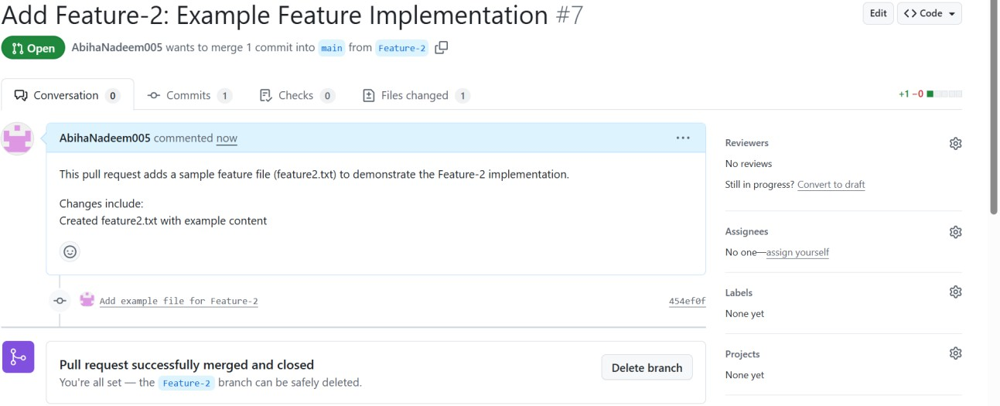 Add Feature-2: Example Feature Implementation #7
Edit
Code
Open
AbihaNadeem005 wants to merge 1 commit into main from Feature-2
Conversation 0
Commits 1
Checks 0
Files changed 1
+1 −0
AbihaNadeem005 commented now
This pull request adds a sample feature file (feature2.txt) to demonstrate the Feature-2 implementation.
Changes include:
Created feature2.txt with example content
Add example file for Feature-2
454ef0f
Pull request successfully merged and closed
You're all set — the Feature-2 branch can be safely deleted.
Delete branch
Reviewers
No reviews
Still in progress? Convert to draft
Assignees
No one—assign yourself
Labels
None yet
Projects
None yet